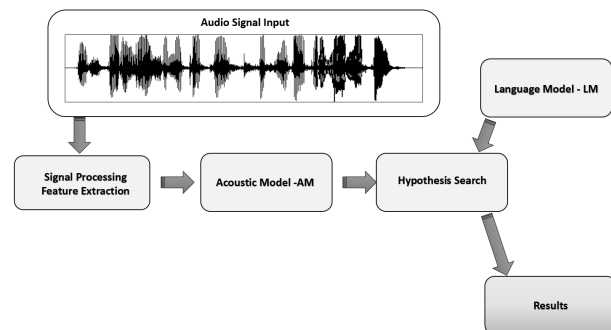 Audio Signal Input
Language Model - LM
Signal Processing
Feature Extraction
Acoustic Model -AM
Hypothesis Search
Results